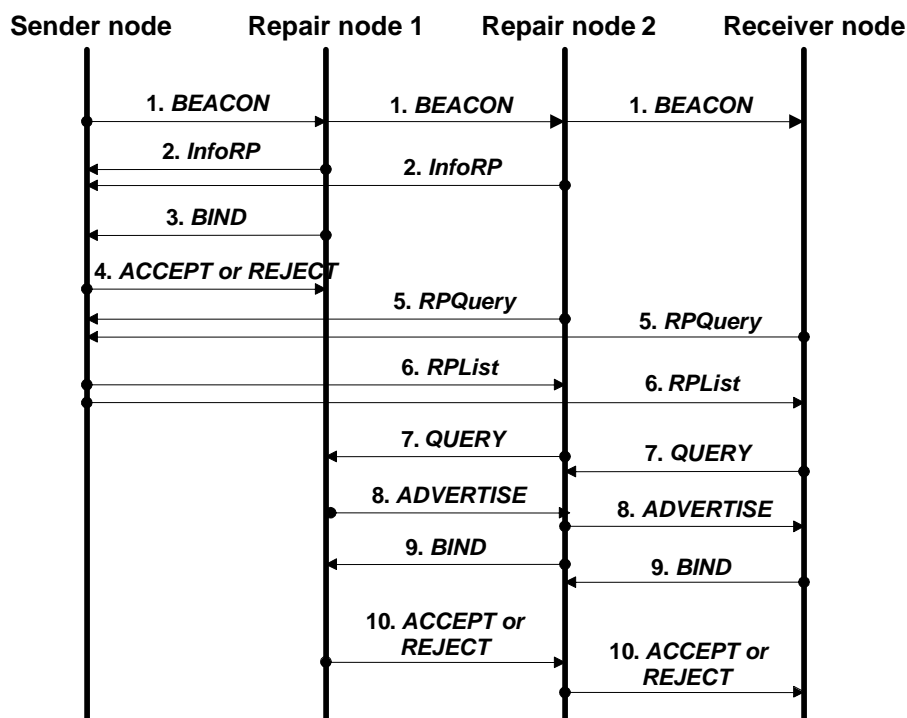 Sender node Repair node 1 Repair node 2 Receiver node
1. BEACON 1. BEACON 1. BEACON
2. InfoRP
2. InfoRP
3. BIND
4. ACCEPT or REJECT
5. RPQuery
5. RPQuery
6. RPList
6. RPList
7. QUERY
7. QUERY
8. ADVERTISE
8. ADVERTISE
9. BIND
9. BIND
10. ACCEPT or
REJECT
10. ACCEPT or
REJECT